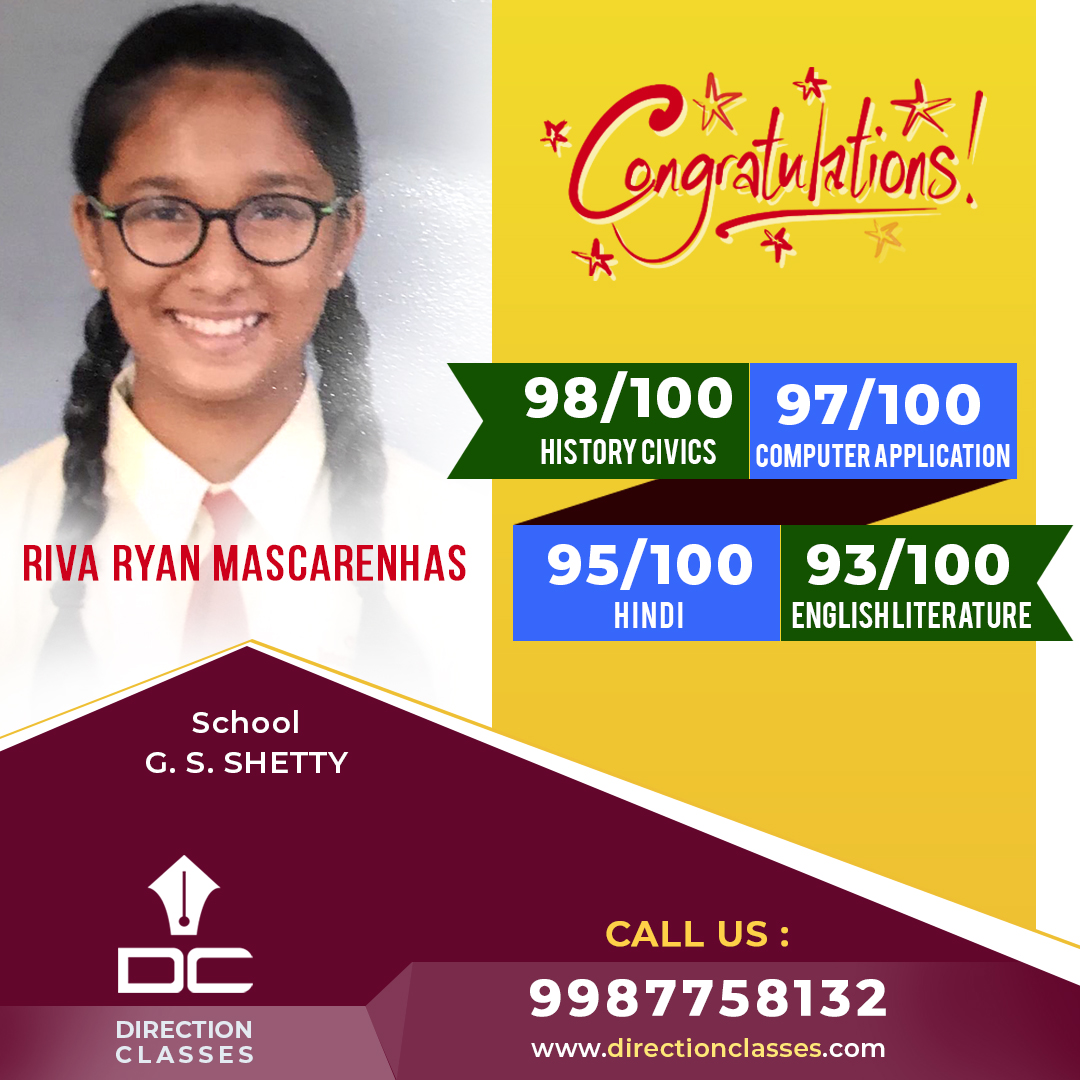 Congratulations!
98/100
HISTORY CIVICS
97/100
COMPUTER APPLICATION
95/100
HINDI
93/100
ENGLISH LITERATURE
RIVA RYAN MASCARENHAS
School
G. S. SHETTY
DC
DIRECTION
CLASSES
CALL US :
9987758132
www.directionclasses.com